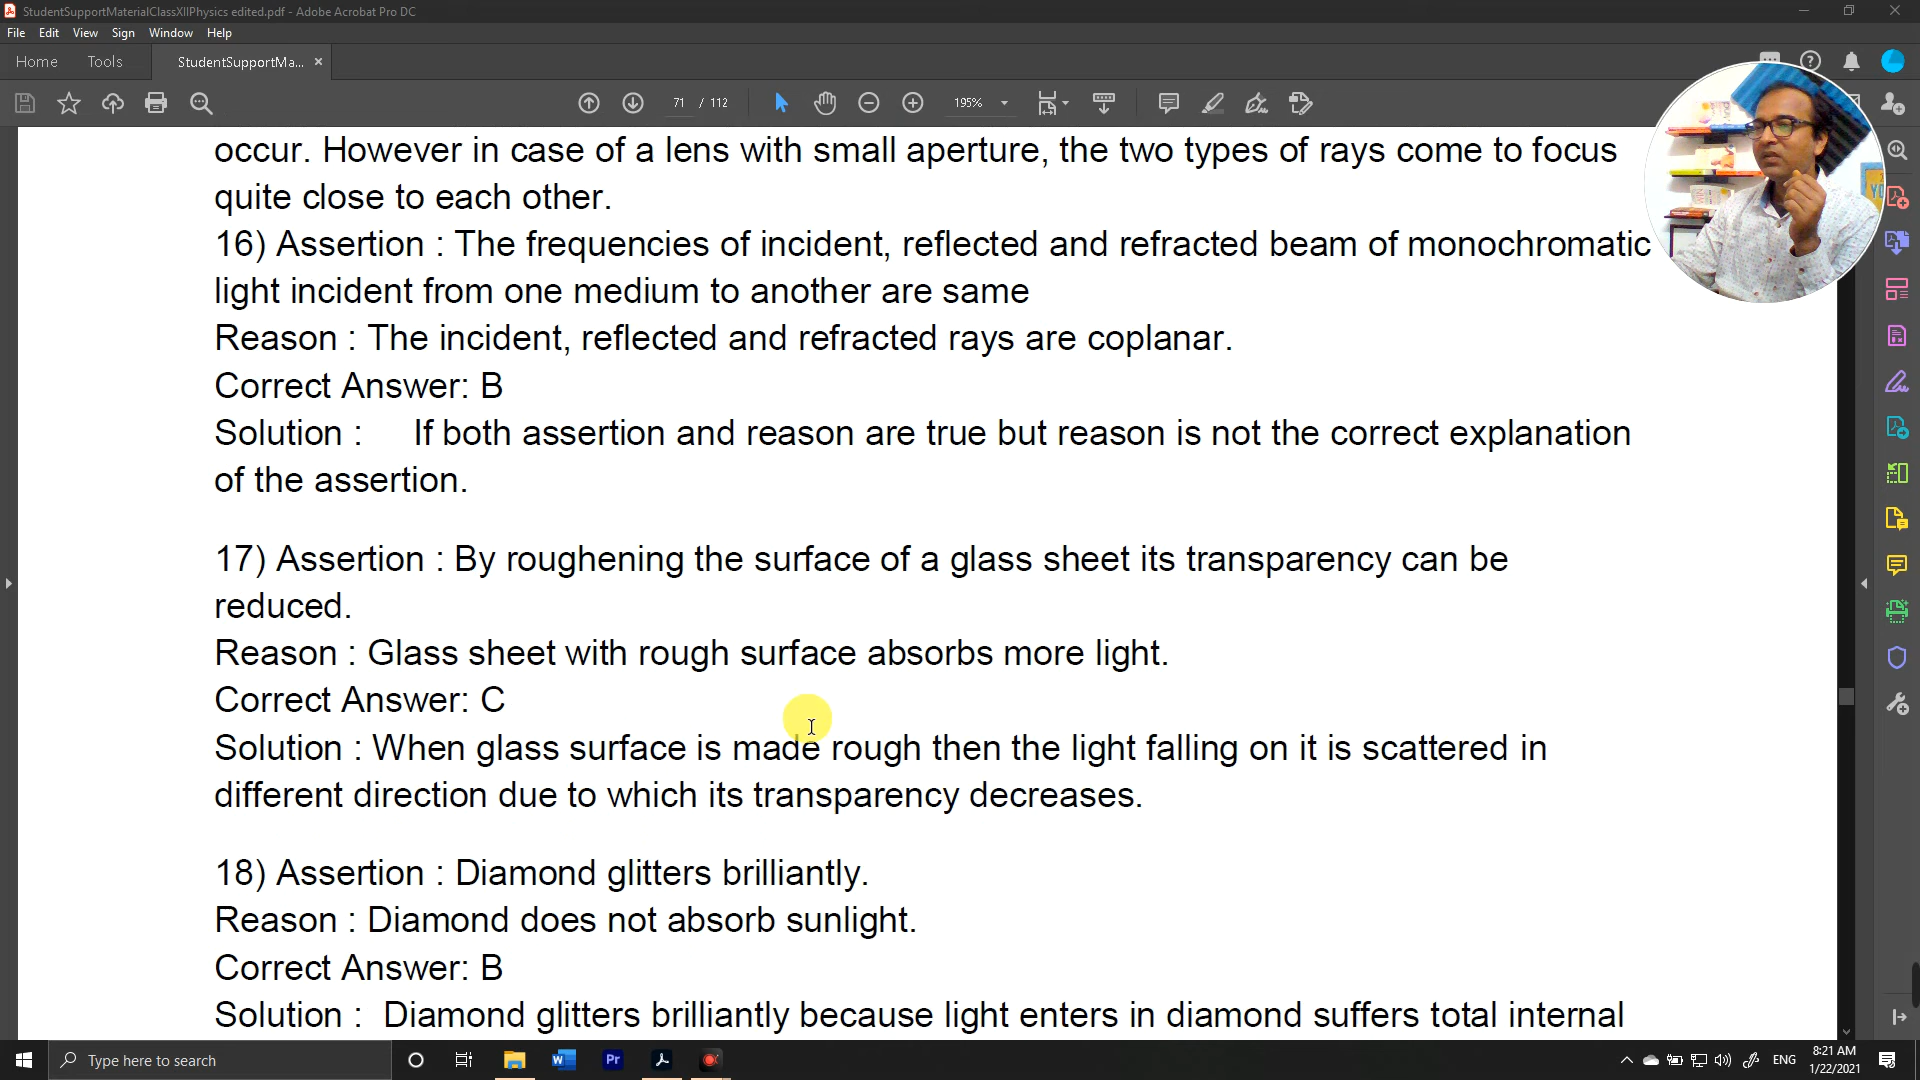 StudentSupportMaterialClassXIIPhysics edited.pdf - Adobe Acrobat Pro DC
File Edit View Sign Window Help
Home Tools StudentSupportMa... ×
71 / 112 195%
occur. However in case of a lens with small aperture, the two types of rays come to focus
quite close to each other.
16) Assertion : The frequencies of incident, reflected and refracted beam of monochromatic
light incident from one medium to another are same
Reason : The incident, reflected and refracted rays are coplanar.
Correct Answer: B
Solution : If both assertion and reason are true but reason is not the correct explanation
of the assertion.
17) Assertion : By roughening the surface of a glass sheet its transparency can be
reduced.
Reason : Glass sheet with rough surface absorbs more light.
Correct Answer: C
Solution : When glass surface is made rough then the light falling on it is scattered in
different direction due to which its transparency decreases.
18) Assertion : Diamond glitters brilliantly.
Reason : Diamond does not absorb sunlight.
Correct Answer: B
Solution : Diamond glitters brilliantly because light enters in diamond suffers total internal
Type here to search
Pr
ENG
8:21 AM
1/22/2021